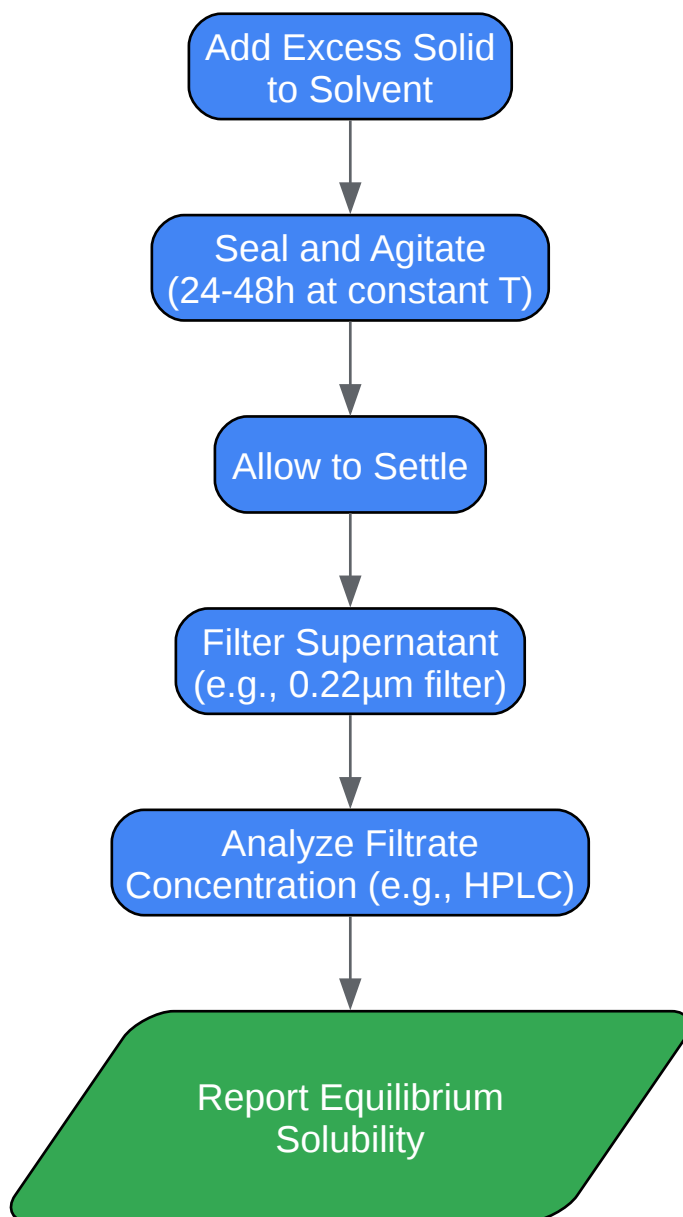 Add Excess Solid
to Solvent
Seal and Agitate
(24-48h at constant T)
Allow to Settle
Filter Supernatant
(e.g., 0.22µm filter)
Analyze Filtrate
Concentration (e.g., HPLC)
Report Equilibrium
Solubility